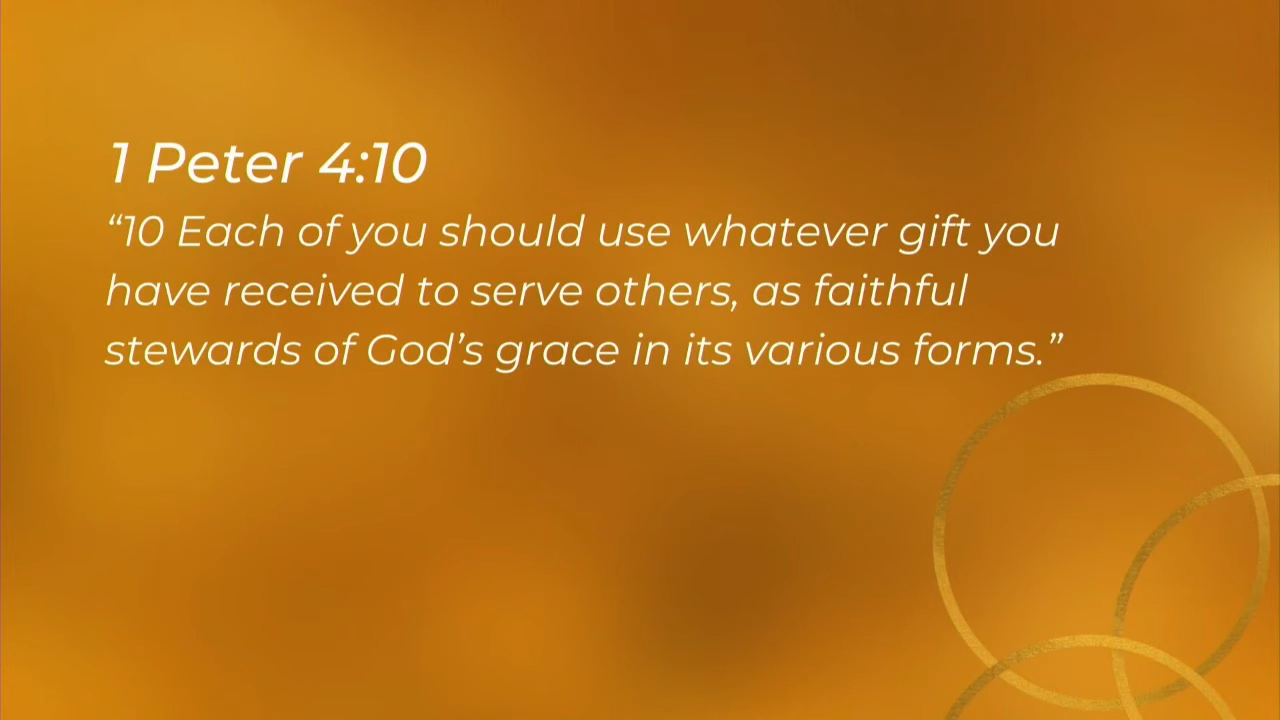 1 Peter 4:10
“10 Each of you should use whatever gift you
have received to serve others, as faithful
stewards of God’s grace in its various forms.”